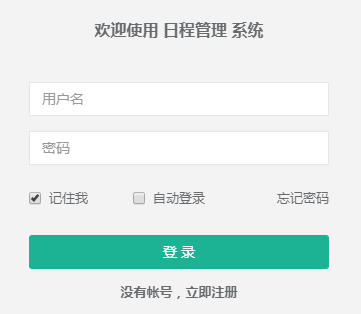 欢迎使用 日程管理 系统
用户名
密码
记住我 自动登录 忘记密码
登 录
没有帐号，立即注册